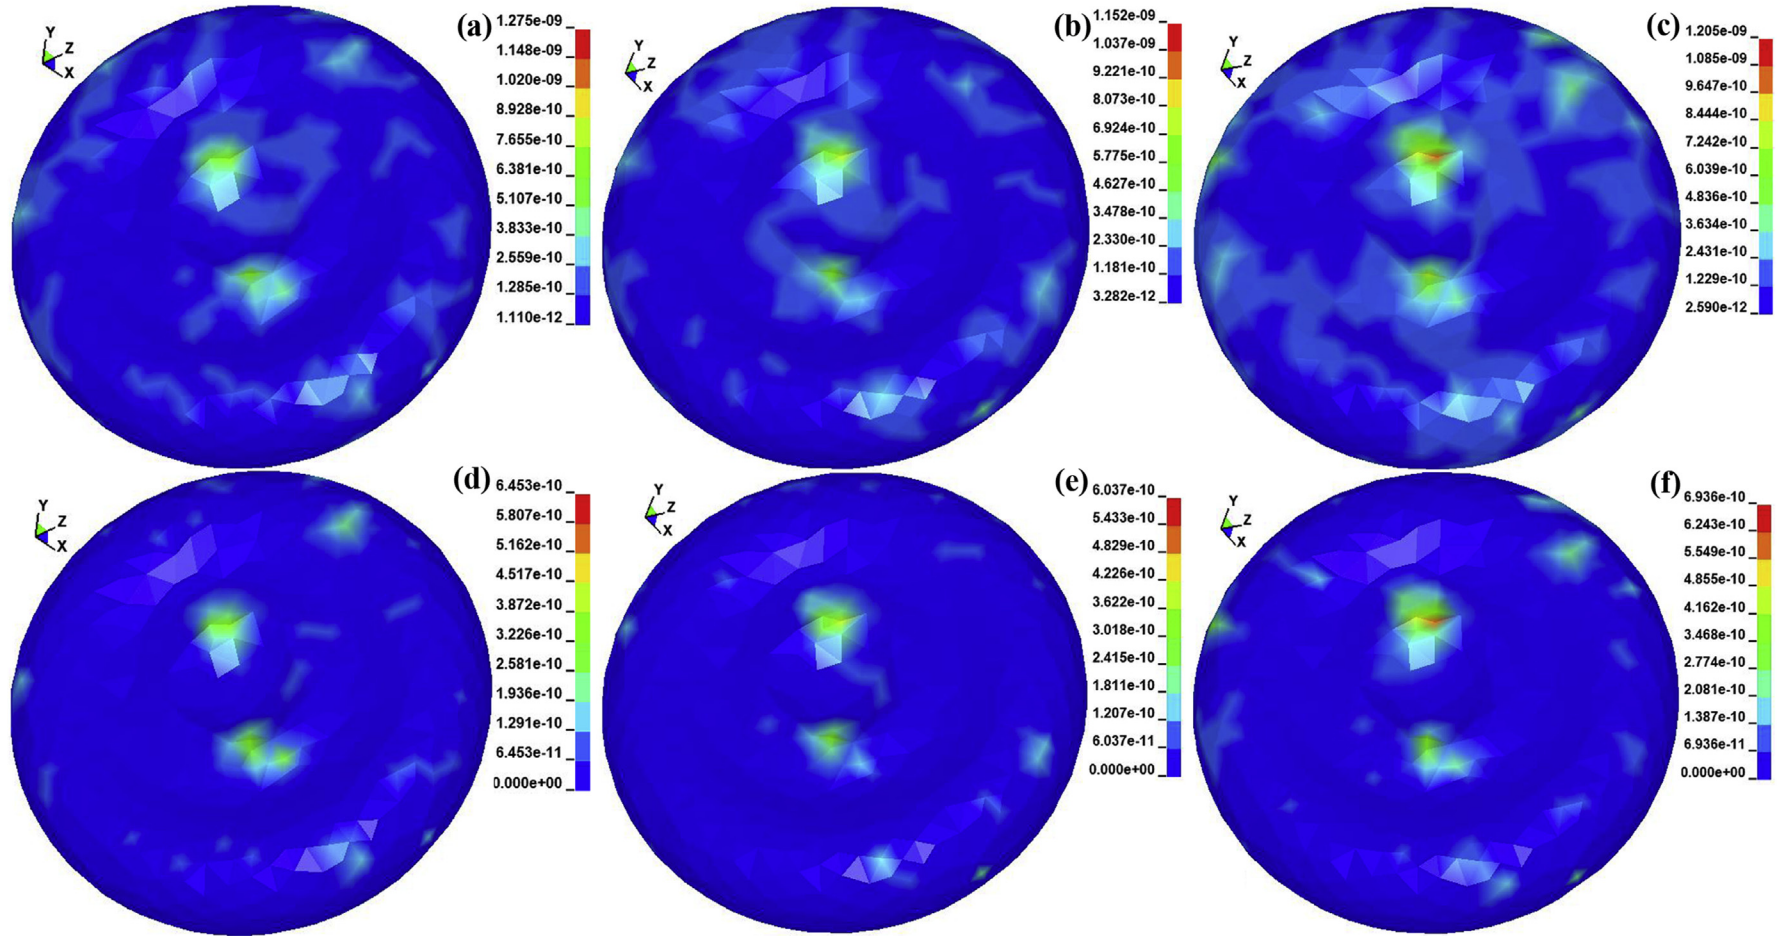 (a)
Y
Z
X
1.275e-09
1.148e-09
1.020e-09
8.928e-10
7.655e-10
6.381e-10
5.107e-10
3.833e-10
2.559e-10
1.285e-10
1.110e-12
(b)
Y
Z
X
1.152e-09
1.037e-09
9.221e-10
8.073e-10
6.924e-10
5.775e-10
4.627e-10
3.478e-10
2.330e-10
1.181e-10
3.282e-12
(c)
Y
Z
X
1.205e-09
1.085e-09
9.647e-10
8.444e-10
7.242e-10
6.039e-10
4.836e-10
3.634e-10
2.431e-10
1.229e-10
2.590e-12
(d)
Y
Z
X
6.453e-10
5.807e-10
5.162e-10
4.517e-10
3.872e-10
3.226e-10
2.581e-10
1.936e-10
1.291e-10
6.453e-11
0.000e+00
(e)
Y
Z
X
6.037e-10
5.433e-10
4.829e-10
4.226e-10
3.622e-10
3.018e-10
2.415e-10
1.811e-10
1.207e-10
6.037e-11
0.000e+00
(f)
Y
Z
X
6.936e-10
6.243e-10
5.549e-10
4.855e-10
4.162e-10
3.468e-10
2.774e-10
2.081e-10
1.387e-10
6.936e-11
0.000e+00